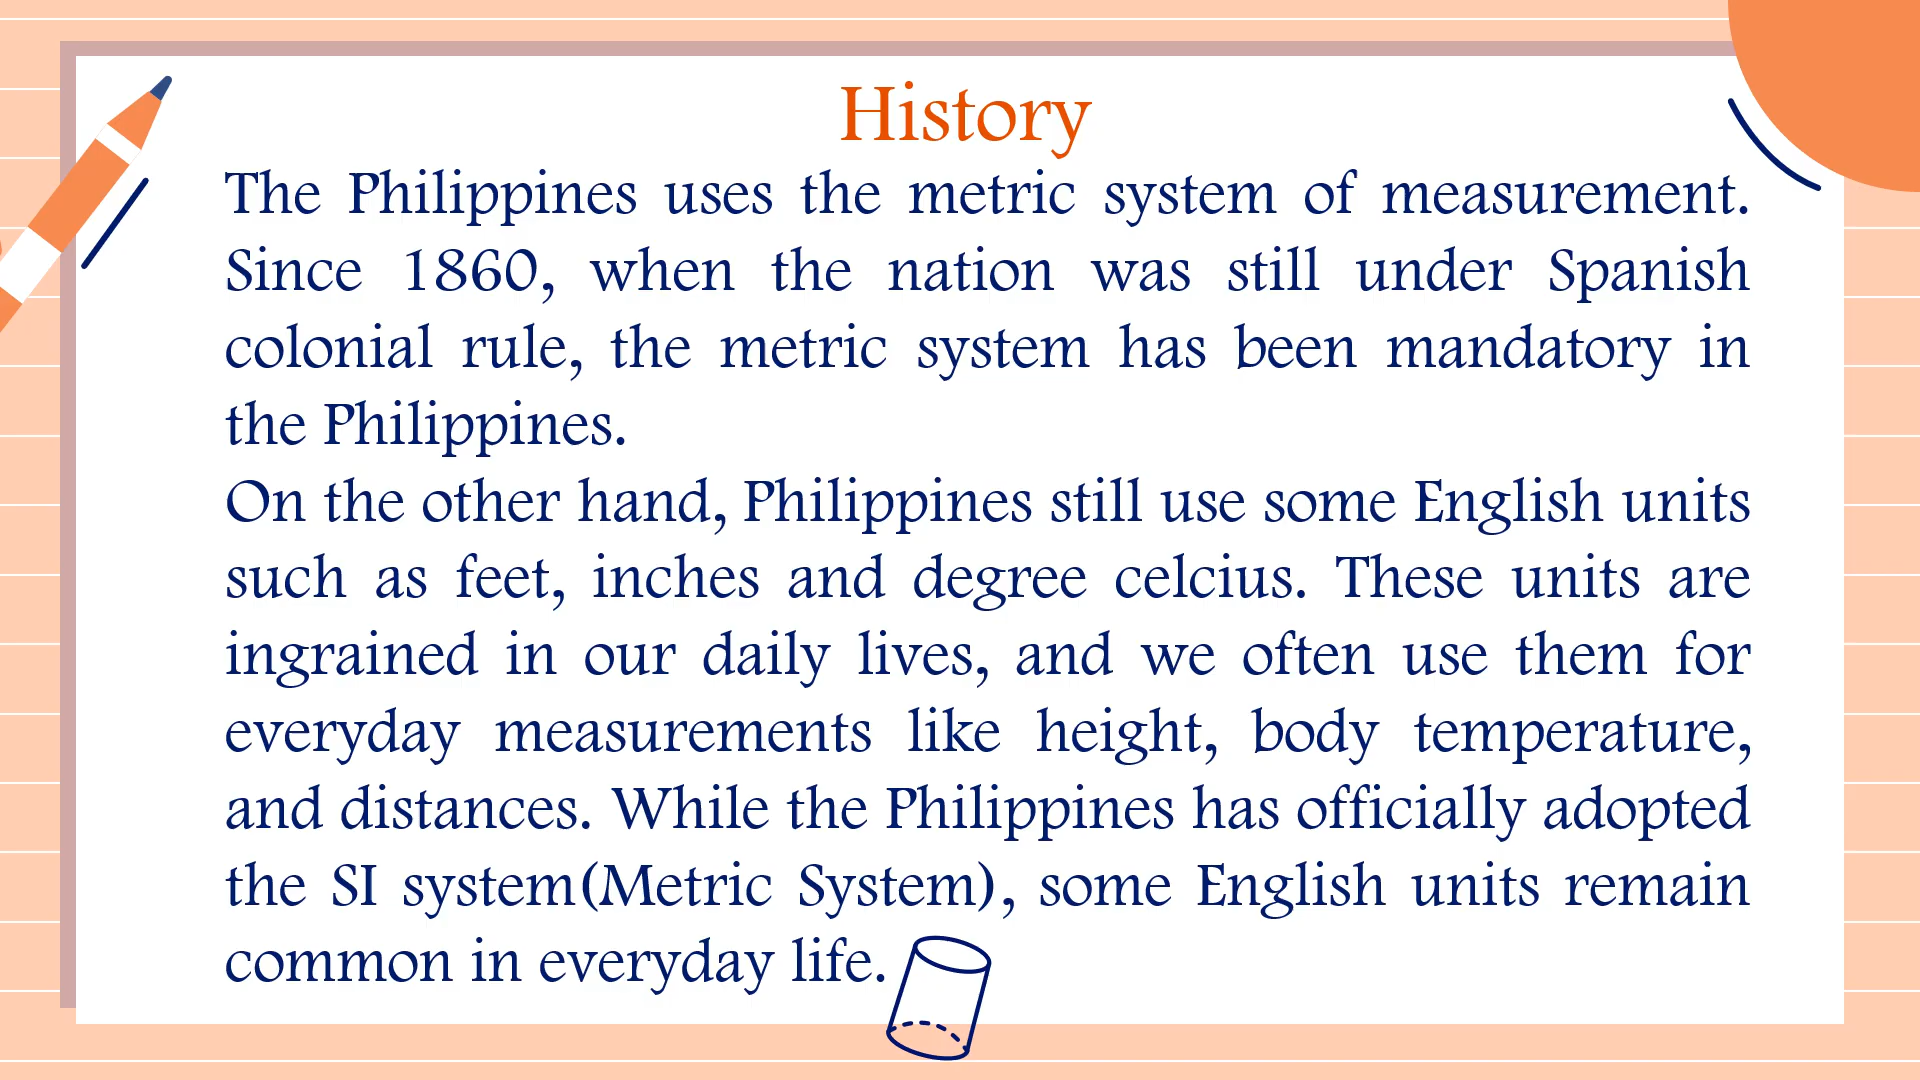 History
The Philippines uses the metric system of measurement.
Since 1860, when the nation was still under Spanish
colonial rule, the metric system has been mandatory in
the Philippines.
On the other hand, Philippines still use some English units
such as feet, inches and degree celcius. These units are
ingrained in our daily lives, and we often use them for
everyday measurements like height, body temperature,
and distances. While the Philippines has officially adopted
the SI system(Metric System), some English units remain
common in everyday life.